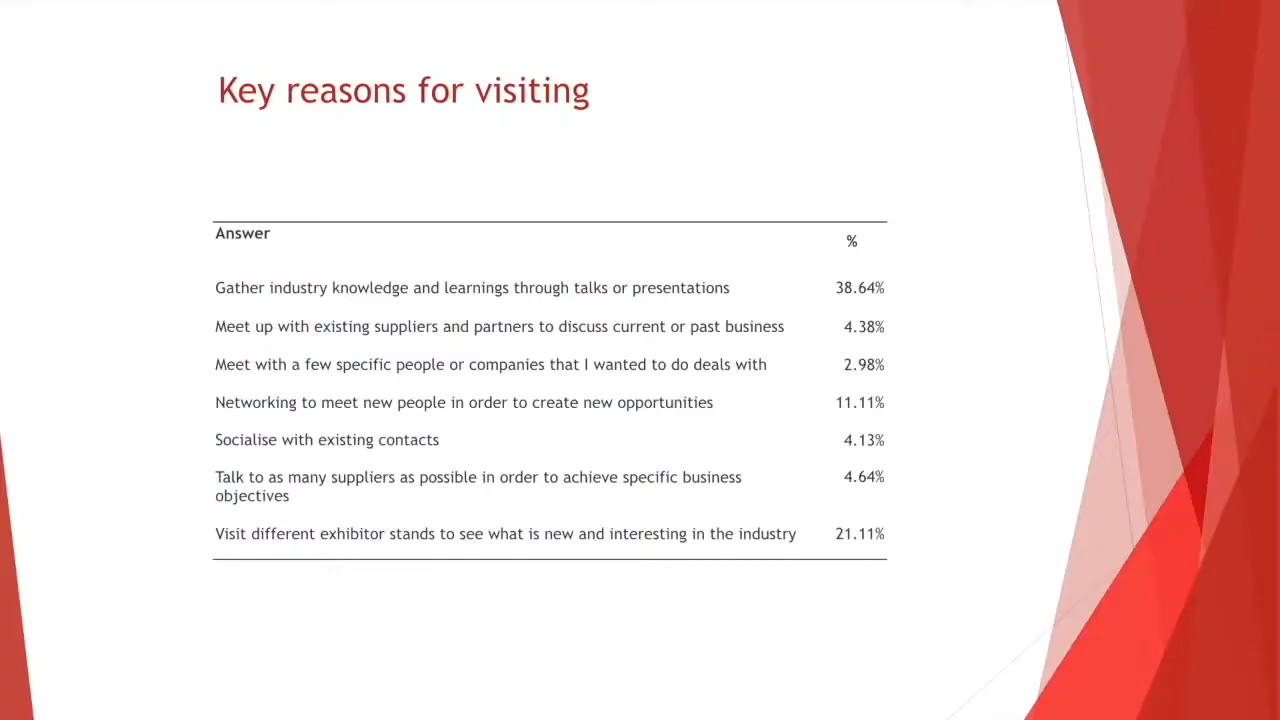 Key reasons for visiting
Answer %
Gather industry knowledge and learnings through talks or presentations 38.64%
Meet up with existing suppliers and partners to discuss current or past business 4.38%
Meet with a few specific people or companies that I wanted to do deals with 2.98%
Networking to meet new people in order to create new opportunities 11.11%
Socialise with existing contacts 4.13%
Talk to as many suppliers as possible in order to achieve specific business 4.64%
objectives
Visit different exhibitor stands to see what is new and interesting in the industry 21.11%